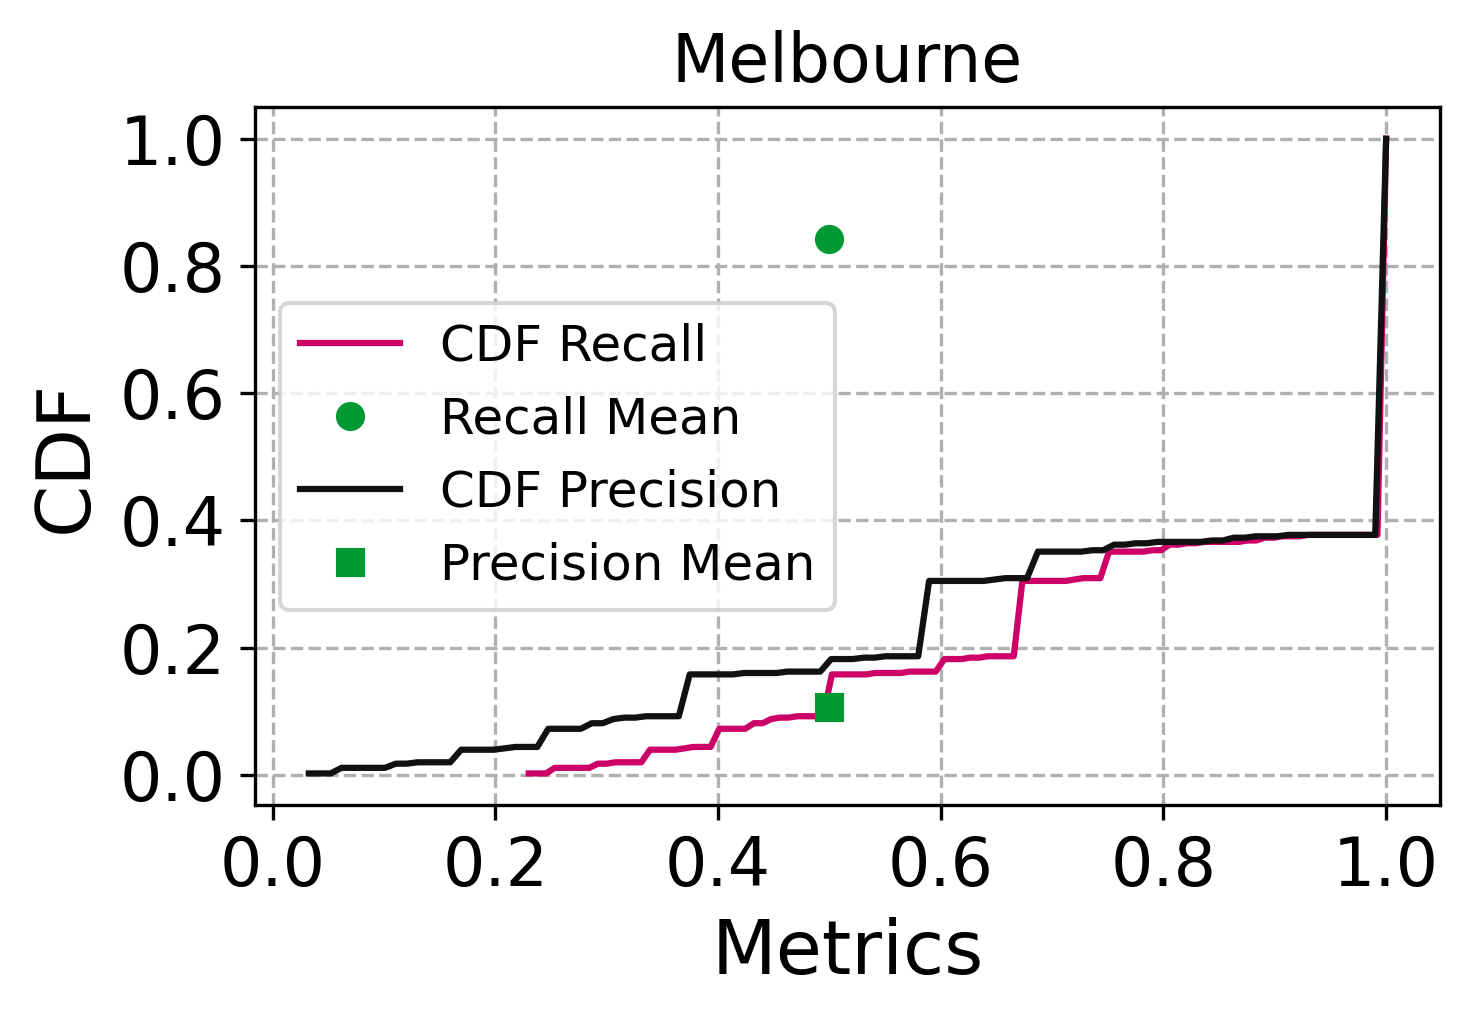 Melbourne
1.0
0.8
0.6
0.4
0.2
0.0
CDF
CDF Recall
Recall Mean
CDF Precision
Precision Mean
0.0 0.2 0.4 0.6 0.8 1.0
Metrics